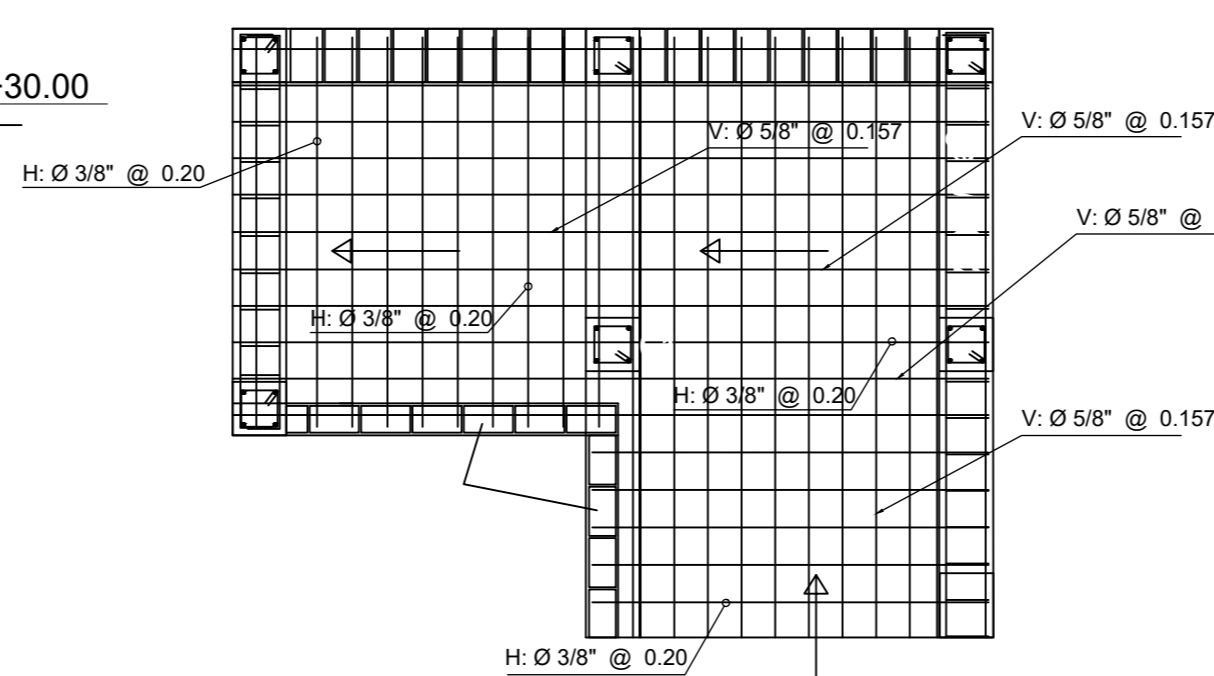 30.00
V: Ø 5/8" @ 0.157
V: Ø 5/8" @ 0.157
H: Ø 3/8" @ 0.20
V: Ø 5/8" @
H: Ø 3/8" @ 0.20
H: Ø 3/8" @ 0.20
V: Ø 5/8" @ 0.157
H: Ø 3/8" @ 0.20